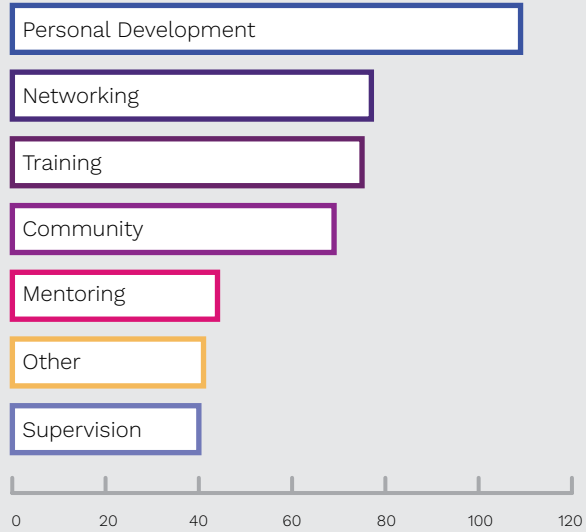 Personal Development
Networking
Training
Community
Mentoring
Other
Supervision
0 20 40 60 80 100 120